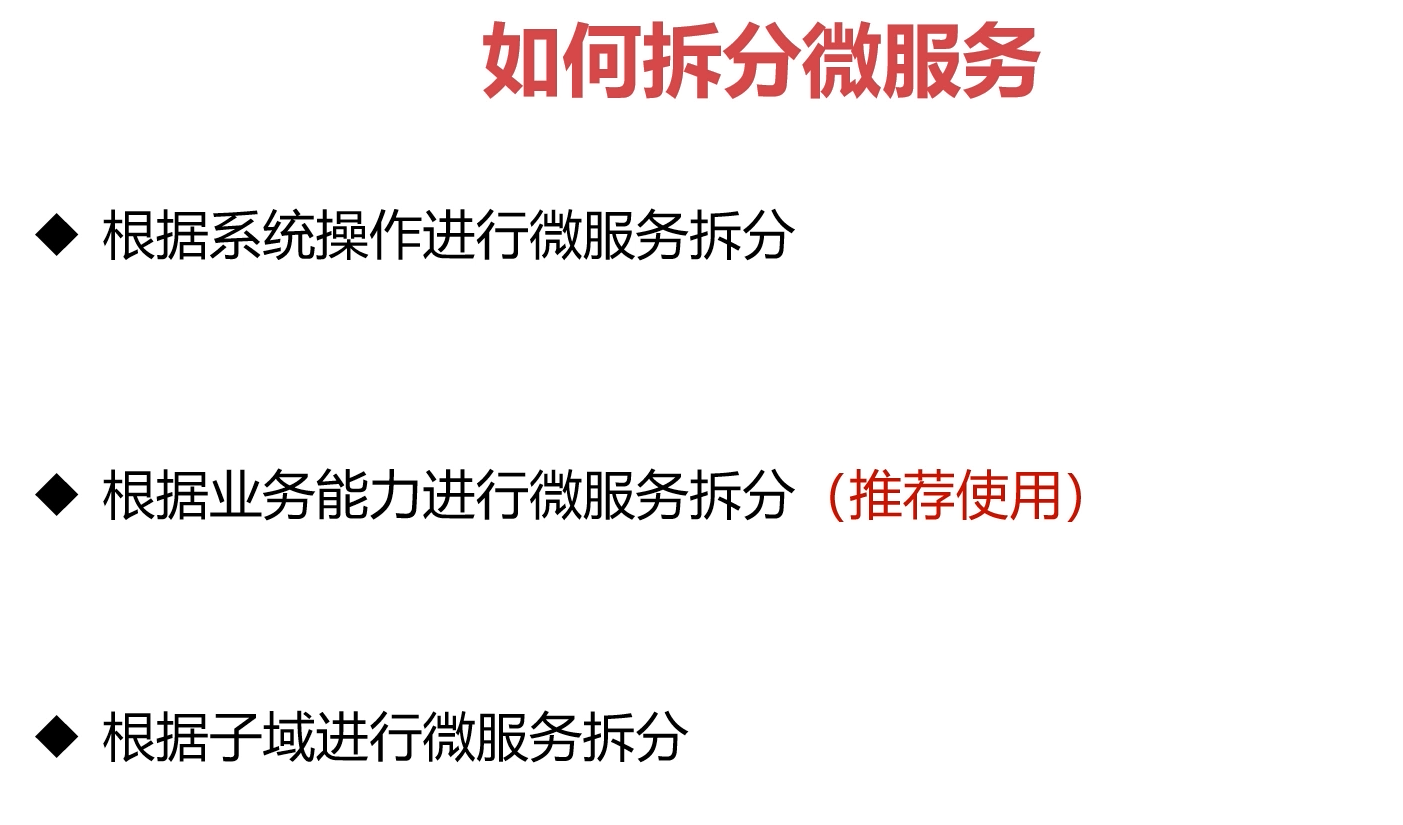 如何拆分微服务
◆ 根据系统操作进行微服务拆分
◆ 根据业务能力进行微服务拆分（推荐使用）
◆ 根据子域进行微服务拆分